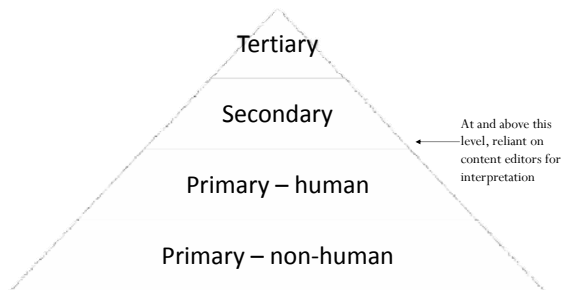 Tertiary
Secondary
At and above this
level, reliant on
content editors for
interpretation
Primary – human
Primary – non-human